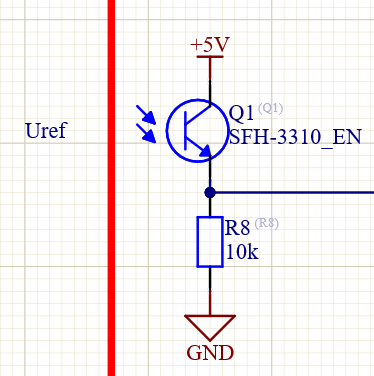 +5V
Q1 (Q1)
Uref
SFH-3310_EN
R8 (R8)
10k
GND